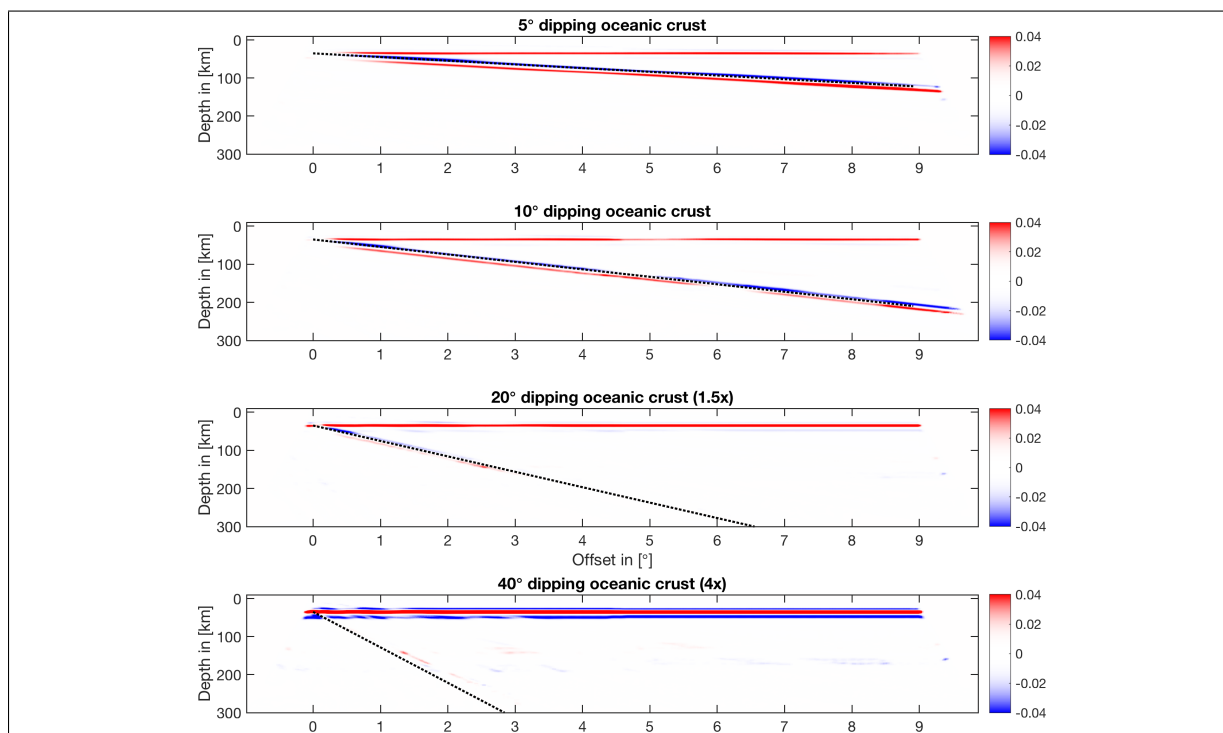 5° dipping oceanic crust
0
100
200
300
Depth in [km]
0 1 2 3 4 5 6 7 8 9
0.04
0.02
0
-0.02
-0.04
10° dipping oceanic crust
0
100
200
300
Depth in [km]
0 1 2 3 4 5 6 7 8 9
0.04
0.02
0
-0.02
-0.04
20° dipping oceanic crust (1.5x)
0
100
200
300
Depth in [km]
0 1 2 3 4 5 6 7 8 9
Offset in [°]
0.04
0.02
0
-0.02
-0.04
40° dipping oceanic crust (4x)
0
100
200
300
Depth in [km]
0 1 2 3 4 5 6 7 8 9
0.04
0.02
0
-0.02
-0.04